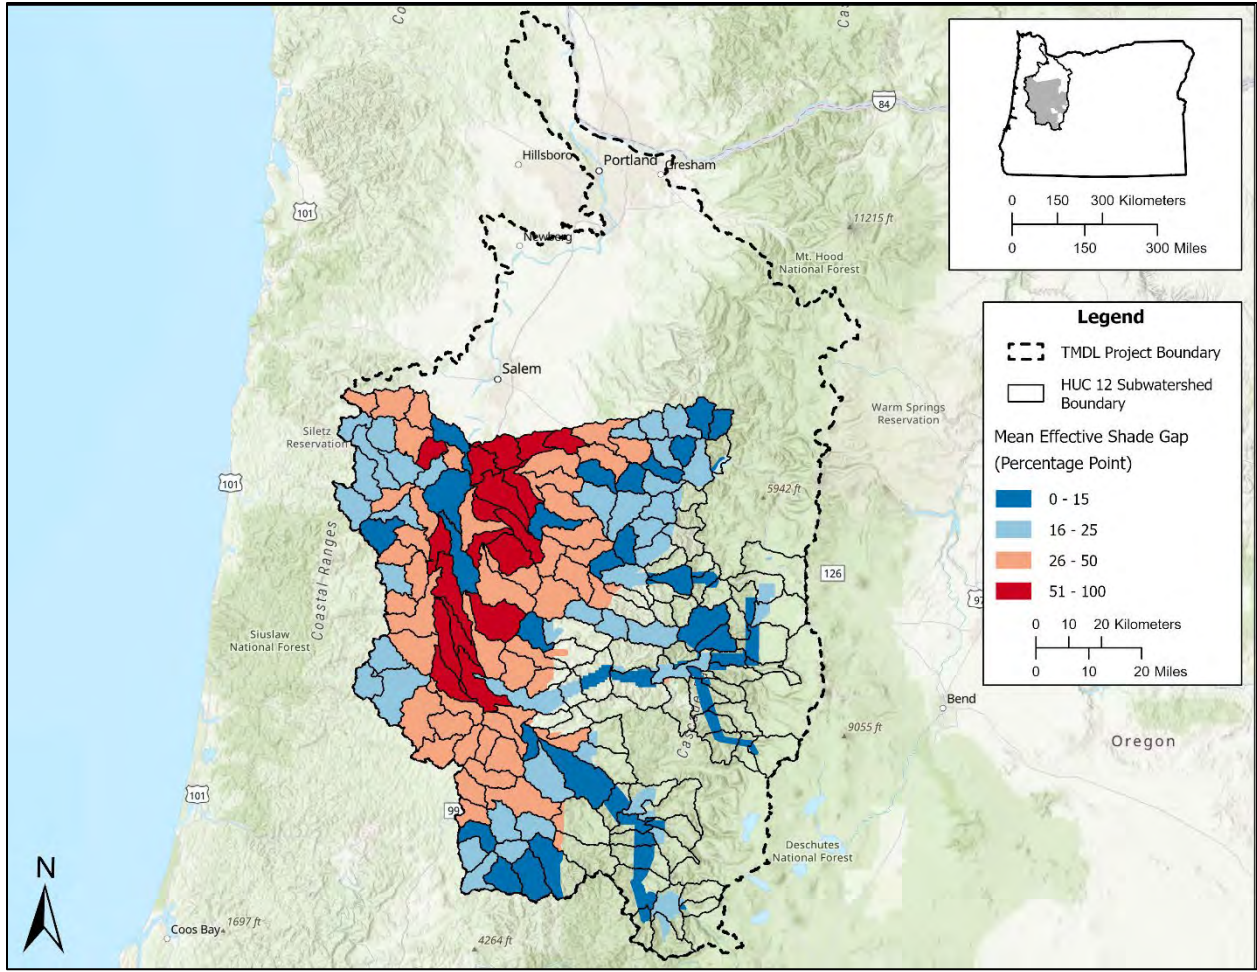 Co
Cas
84
Hillsboro
Portland
Gresham
101
11215 ft
Newberg
Mt. Hood
National Forest
0 150 300 Kilometers
0 150 300 Miles
Legend
TMDL Project Boundary
HUC 12 Subwatershed
Boundary
Mean Effective Shade Gap
(Percentage Point)
0 - 15
16 - 25
26 - 50
51 - 100
0 10 20 Kilometers
0 10 20 Miles
Salem
Warm Springs
Reservation
Siletz
Reservation
101
5942 ft
Coastal Ranges
126
97
Siuslaw
National Forest
Casca
Bend
9055 ft
Oregon
101
99
Deschutes
National Forest
N
1697 ft
Coos Bay
4264 ft